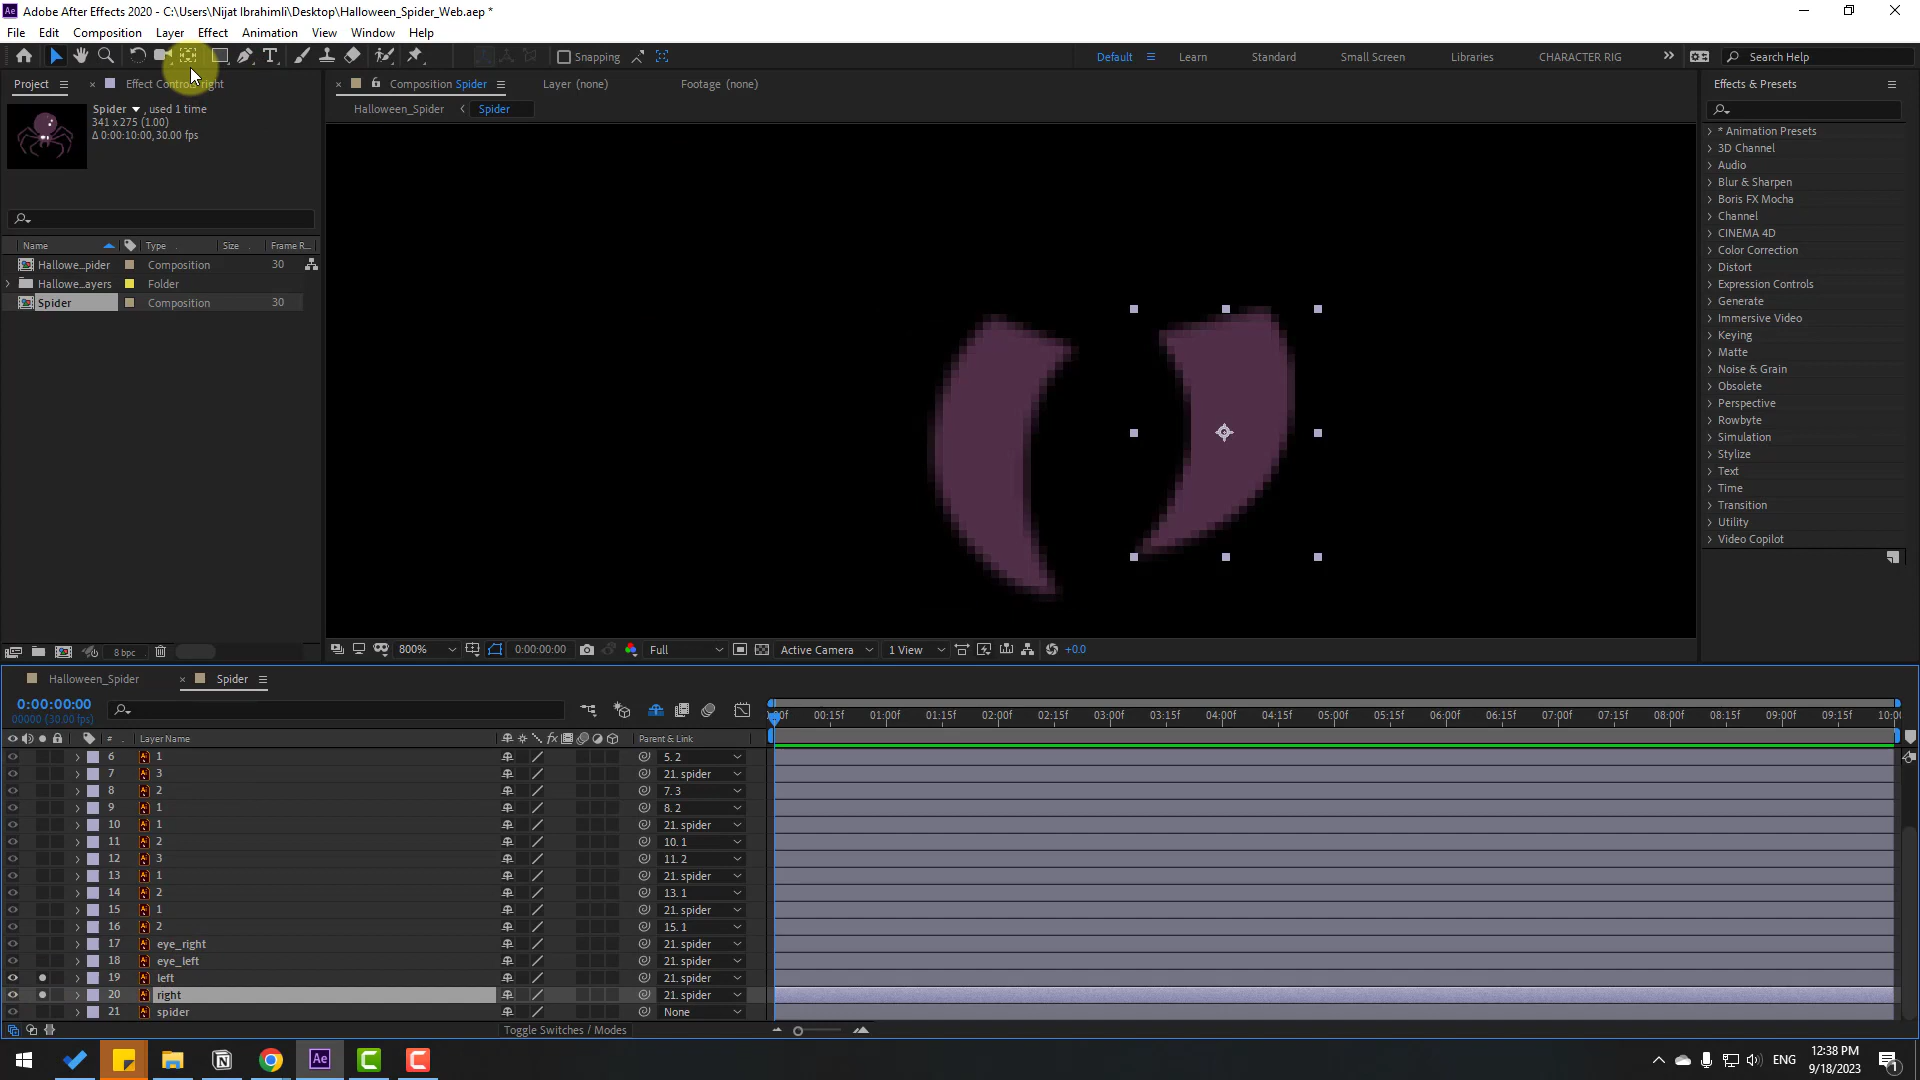 Adobe After Effects 2020 - C:\Users\Nijat Ibrahimli\Desktop\Halloween_Spider_Web.aep *
File Edit Composition Layer Effect Animation View Window Help
Snapping
Default Learn Standard Small Screen CHARACTER RIG Search Help
Project Effect Controls right Composition Spider Layer (none) Footage (none) Effects & Presets
Halloween_Spider Spider
Spider , used 1 time
341 x 275 (1.00)
Δ 0:00:10:00, 30.00 fps
Name Type Size Frame R...
Hallowe...pider Composition 30
Hallowe...ayers Folder
Spider Composition 30
* Animation Presets
3D Channel
Audio
Blur & Sharpen
Boris FX Mocha
Channel
CINEMA 4D
Color Correction
Distort
Expression Controls
Generate
Immersive Video
Keying
Matte
Noise & Grain
Obsolete
Perspective
Rowbyte
Simulation
Stylize
Text
Time
Transition
Utility
Video Copilot
8 bpc 800% 0:00:00:00 Full Active Camera 1 View +0.0
Halloween_Spider Spider
0:00:00:00
00000 (30.00 fps)
:00f 00:15f 01:00f 01:15f 02:00f 02:15f 03:00f 03:15f 04:00f 04:15f 05:00f 05:15f 06:00f 06:15f 07:00f 07:15f 08:00f 08:15f 09:00f 09:15f 10:0
# Layer Name fx Parent & Link
6 1 5. 2
7 3 21. spider
8 2 7. 3
9 1 8. 2
10 1 21. spider
11 2 10. 1
12 3 11. 2
13 1 21. spider
14 2 13. 1
15 1 21. spider
16 2 15. 1
17 eye_right 21. spider
18 eye_left 21. spider
19 left 21. spider
20 right 21. spider
21 spider None
Toggle Switches / Modes
Ae ENG 12:38 PM
9/18/2023 1